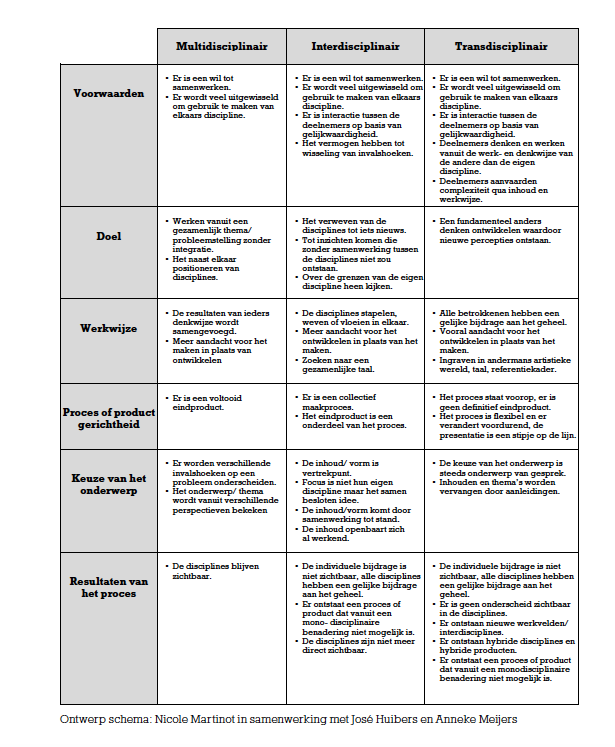 Multidisciplinair
Interdisciplinair
Transdisciplinair
Voorwaarden
• Er is een wil tot
samenwerken.
• Er wordt veel uitgewisseld
om gebruik te maken van
elkaars discipline.
• Er is een wil tot samenwerken.
• Er wordt veel uitgewisseld om
gebruik te maken van elkaars
discipline.
• Er is interactie tussen de
deelnemers op basis van
gelijkwaardigheid.
• Het vermogen hebben tot
wisseling van invalshoeken.
• Er is een wil tot samenwerken.
• Er wordt veel uitgewisseld om
gebruik te maken van elkaars
discipline.
• Er is interactie tussen de
deelnemers op basis van
gelijkwaardigheid.
• Deelnemers denken en werken
vanuit de werk- en denkwijze van
de andere dan de eigen
discipline.
• Deelnemers aanvaarden
complexiteit qua inhoud en
werkwijze.
Doel
• Werken vanuit een
gezamenlijk thema/
probleemstelling zonder
integratie.
• Het naast elkaar
positioneren van
disciplines.
• Het verweven van de
disciplines tot iets nieuws.
• Tot inzichten komen die
zonder samenwerking tussen
de disciplines niet zou
ontstaan.
• Over de grenzen van de eigen
discipline heen kijken.
• Een fundamenteel anders
denken ontwikkelen waardoor
nieuwe percepties ontstaan.
Werkwijze
• De resultaten van ieders
denkwijze wordt
samengevoegd.
• Meer aandacht voor het
maken in plaats van
ontwikkelen
• De disciplines stapelen,
weven of vloeien in elkaar.
• Meer aandacht voor het
ontwikkelen in plaats van het
maken.
• Zoeken naar een
gezamenlijke taal.
• Alle betrokkenen hebben een
gelijke bijdrage aan het geheel.
• Vooral aandacht voor het
ontwikkelen in plaats van het
maken.
• Ingraven in andermans artistieke
wereld, taal, referentiekader.
Proces of product
gerichtheid
• Er is een voltooid
eindproduct.
• Er is een collectief
maakproces.
• Het eindproduct is een
onderdeel van het proces.
• Het proces staat voorop, er is
geen definitief eindproduct.
• Het proces is flexibel en er
verandert voordurend, de
presentatie is een stipje op de lijn.
Keuze van het
onderwerp
• Er worden verschillende
invalshoeken op een
probleem onderscheiden.
• Het onderwerp/ thema
wordt vanuit verschillende
perspectieven bekeken
• De inhoud/ vorm is
vertrekpunt.
• Focus is niet hun eigen
discipline maar het samen
besloten idee.
• De inhoud/vorm komt door
samenwerking tot stand.
• De inhoud openbaart zich
al werkend.
• De keuze van het onderwerp is
steeds onderwerp van gesprek.
• Inhouden en thema's worden
vervangen door aanleidingen.
Resultaten van
het proces
• De disciplines blijven
zichtbaar.
• De individuele bijdrage is
niet zichtbaar, alle disciplines
hebben een gelijke bijdrage
aan het geheel.
• Er ontstaat een proces of
product dat vanuit een
mono- disciplinaire
benadering niet mogelijk is.
• De disciplines zijn niet meer
direct zichtbaar.
• De individuele bijdrage is niet
zichtbaar, alle disciplines hebben
een gelijke bijdrage aan het
geheel.
• Er is geen onderscheid zichtbaar
in de disciplines.
• Er ontstaan nieuwe werkvelden/
interdisciplines.
• Er ontstaan hybride disciplines en
hybride producten.
• Er ontstaat een proces of product
dat vanuit een monodisciplinaire
benadering niet mogelijk is.
Ontwerp schema: Nicole Martinot in samenwerking met José Huibers en Anneke Meijers